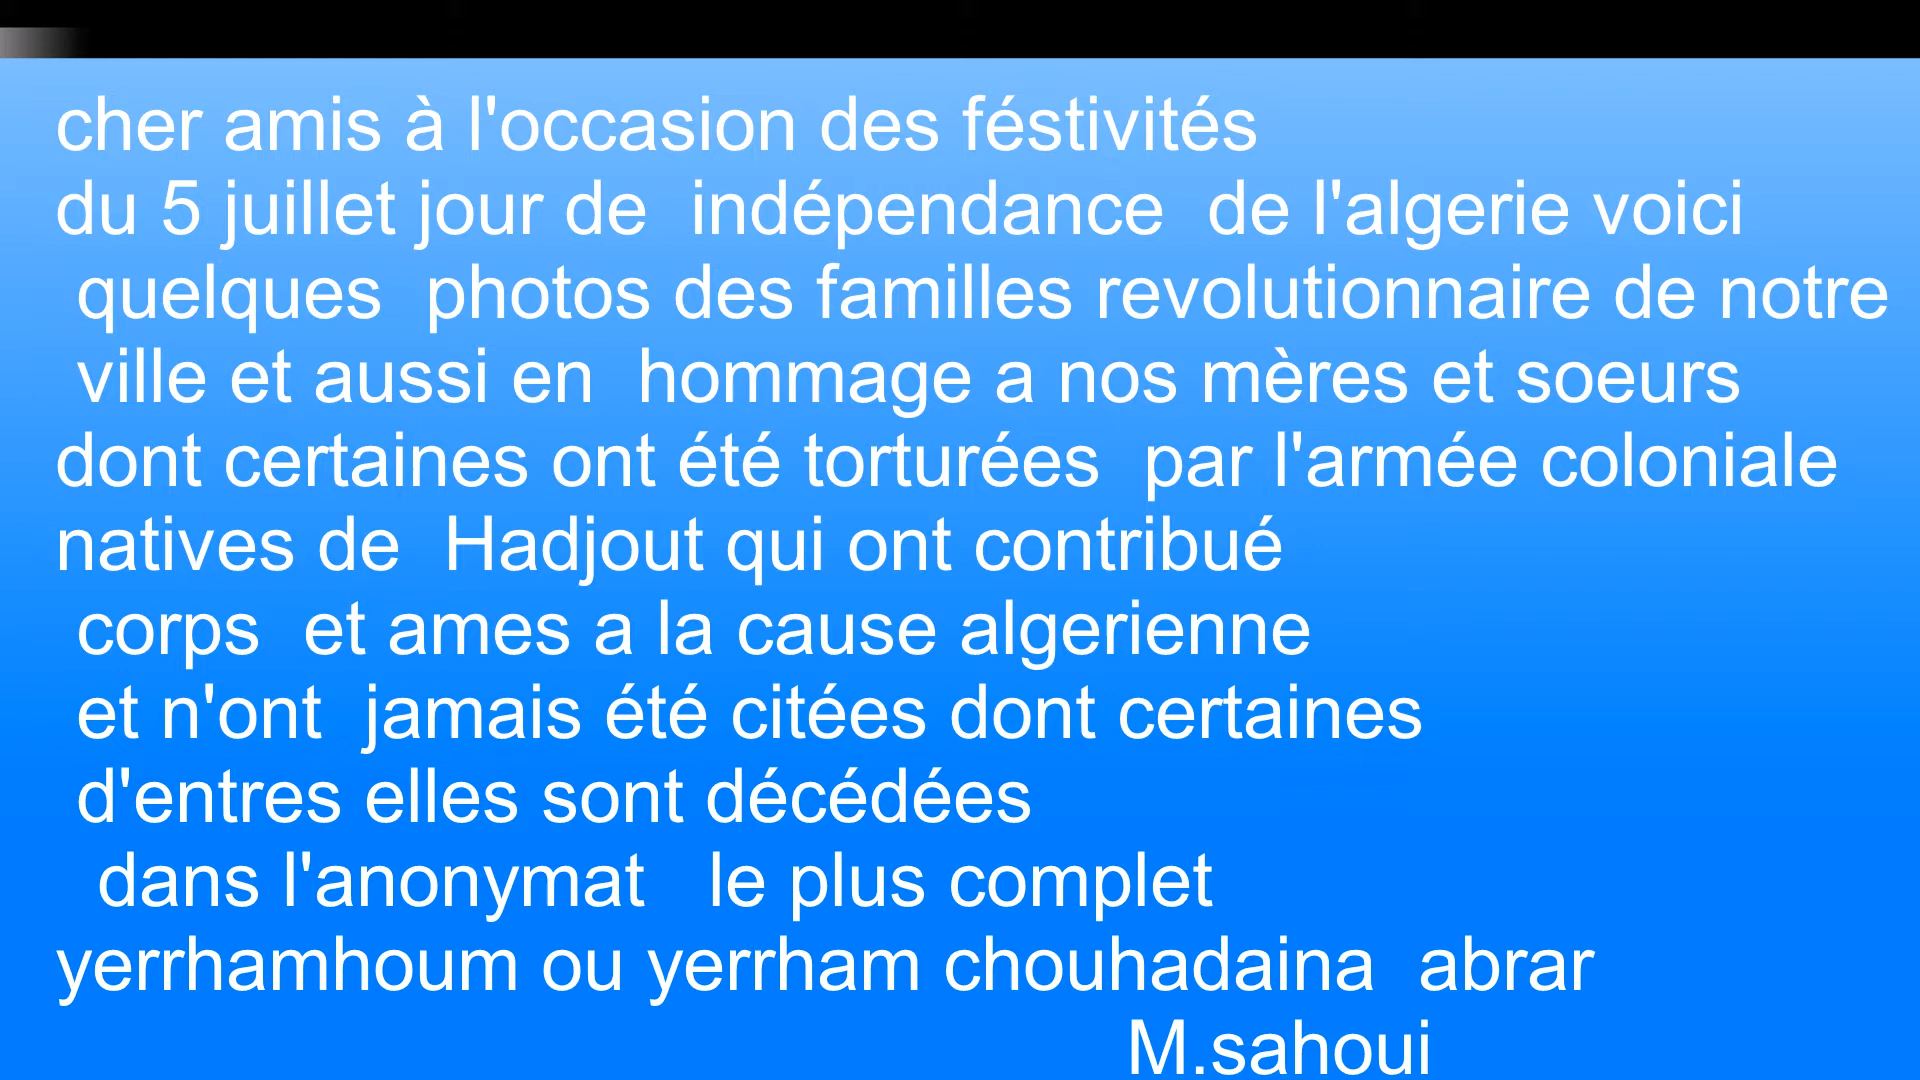 cher amis à l'occasion des féstivités
du 5 juillet jour de  indépendance  de l'algerie voici
quelques  photos des familles revolutionnaire de notre
ville et aussi en  hommage a nos mères et soeurs
dont certaines ont été torturées  par l'armée coloniale
natives de  Hadjout qui ont contribué
corps  et ames a la cause algerienne
et n'ont  jamais été citées dont certaines
d'entres elles sont décédées
dans l'anonymat   le plus complet
yerrhamhoum ou yerrham chouhadaina  abrar
M.sahoui